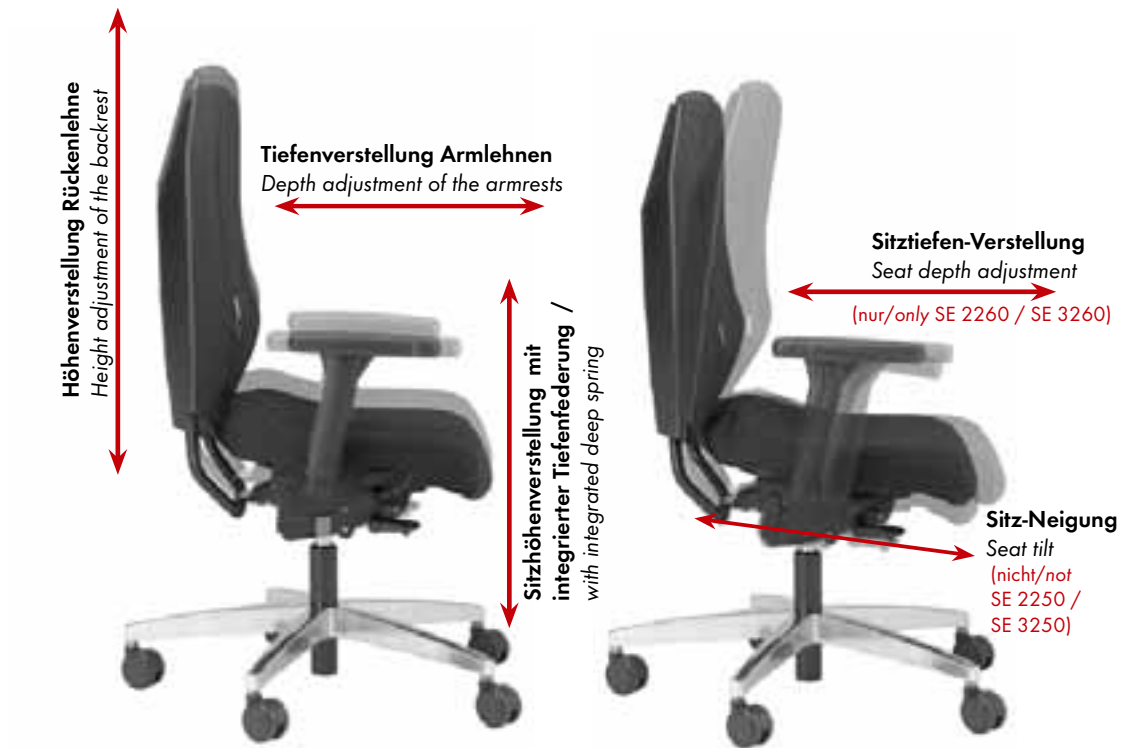 Höhenverstellung Rückenlehne
Height adjustment of the backrest
Tiefenverstellung Armlehnen
Depth adjustment of the armrests
Sitzhöhenverstellung mit
integrierter Tiefenfederung /
with integrated deep spring
Sitztiefen-Verstellung
Seat depth adjustment
(nur/only SE 2260 / SE 3260)
Sitz-Neigung
Seat tilt
(nicht/not
SE 2250 /
SE 3250)